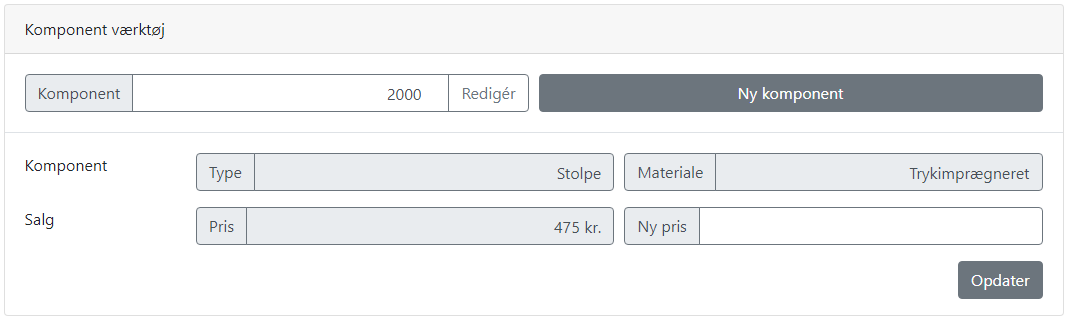 Komponent værktøj
Komponent 2000 Redigér Ny komponent
Komponent Type Stolpe Materiale Trykimprægneret
Salg Pris 475 kr. Ny pris
Opdater